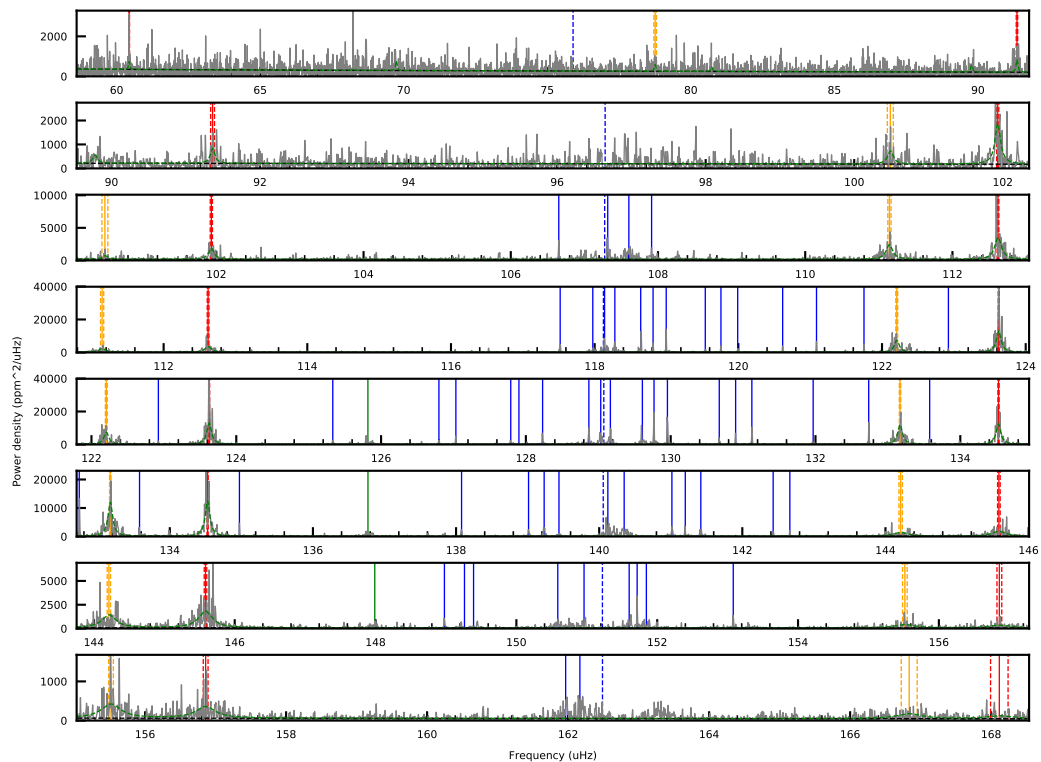 2000
0
60 65 70 75 80 85 90
2000
1000
0
90 92 94 96 98 100 102
10000
5000
0
102 104 106 108 110 112
40000
20000
0
112 114 116 118 120 122 124
40000
20000
0
122 124 126 128 130 132 134
20000
10000
0
134 136 138 140 142 144 146
5000
2500
0
144 146 148 150 152 154 156
1000
0
156 158 160 162 164 166 168
Power density (ppm^2/uHz)
Frequency (uHz)